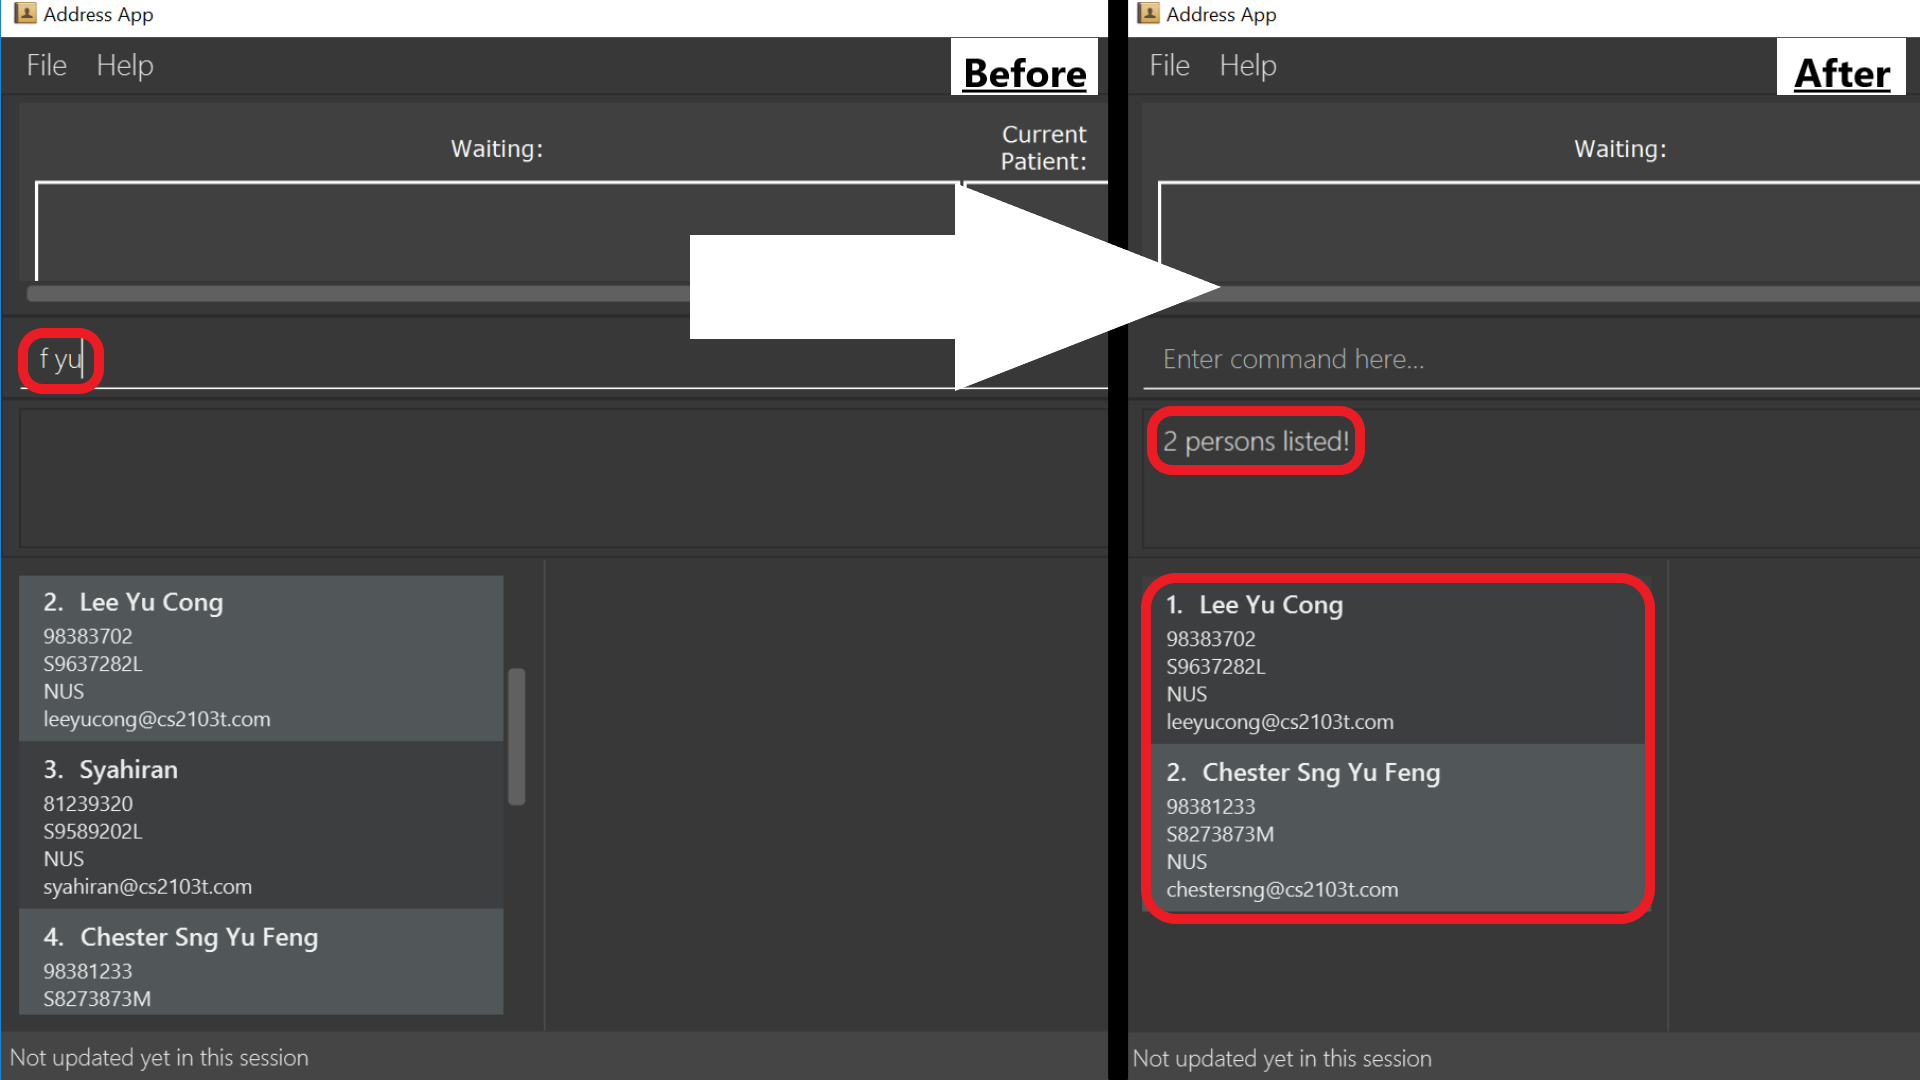 Address App
File Help
Before
Waiting:
Current
Patient:
f yu
2. Lee Yu Cong
98383702
S9637282L
NUS
leeyucong@cs2103t.com
3. Syahiran
81239320
S9589202L
NUS
syahiran@cs2103t.com
4. Chester Sng Yu Feng
98381233
S8273873M
Not updated yet in this session
Address App
File Help
After
Waiting:
Enter command here...
2 persons listed!
1. Lee Yu Cong
98383702
S9637282L
NUS
leeyucong@cs2103t.com
2. Chester Sng Yu Feng
98381233
S8273873M
NUS
chestersng@cs2103t.com
Not updated yet in this session